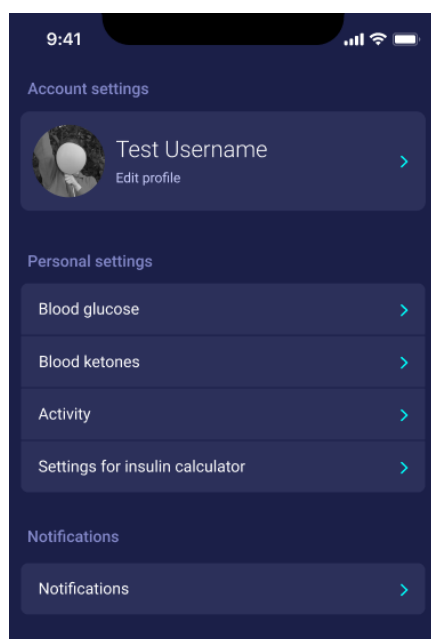 9:41
Account settings
Test Username
Edit profile
Personal settings
Blood glucose
Blood ketones
Activity
Settings for insulin calculator
Notifications
Notifications